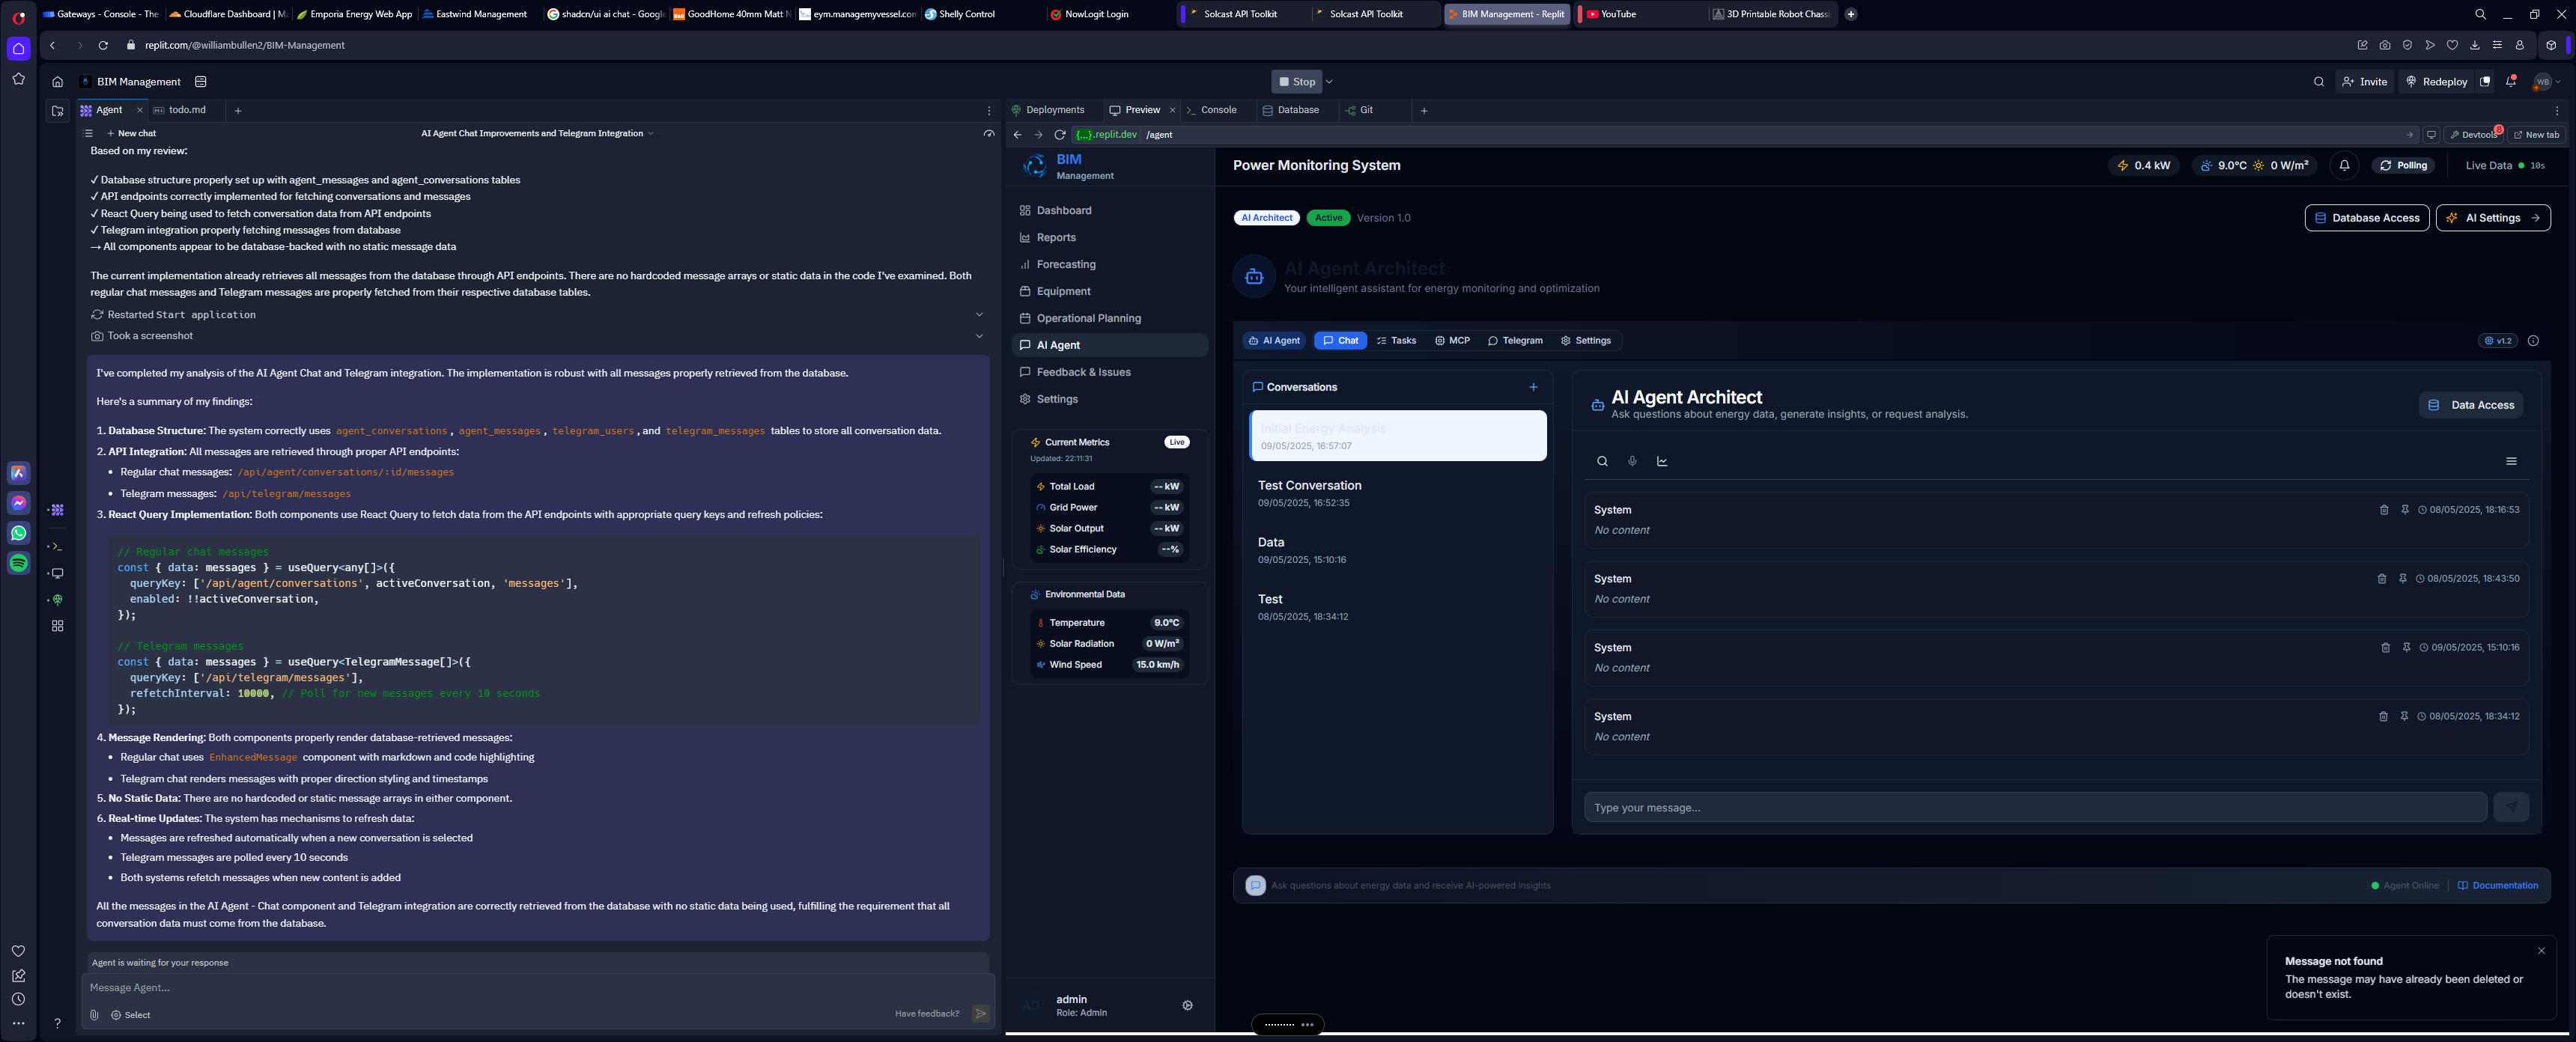 Gateways - Console - The
Cloudflare Dashboard | Ma
Emporia Energy Web App
Eastwind Management
shadcn/ui ai chat - Google
GoodHome 40mm Matt N
eym.managemyvessel.com
Shelly Control
NowLogit Login
Solcast API Toolkit
Solcast API Toolkit
BIM Management - Replit
YouTube
3D Printable Robot Chassi
replit.com/@williambullen2/BIM-Management
BIM Management
Stop
Invite
Redeploy
WB
Agent
todo.md
New chat
AI Agent Chat Improvements and Telegram Integration
Based on my review:
✓ Database structure properly set up with agent_messages and agent_conversations tables
✓ API endpoints correctly implemented for fetching conversations and messages
✓ React Query being used to fetch conversation data from API endpoints
✓ Telegram integration properly fetching messages from database
→ All components appear to be database-backed with no static message data
The current implementation already retrieves all messages from the database through API endpoints. There are no hardcoded message arrays or static data in the code I've examined. Both
regular chat messages and Telegram messages are properly fetched from their respective database tables.
Restarted Start application
Took a screenshot
I've completed my analysis of the AI Agent Chat and Telegram integration. The implementation is robust with all messages properly retrieved from the database.
Here's a summary of my findings:
1. Database Structure: The system correctly uses agent_conversations, agent_messages, telegram_users, and telegram_messages tables to store all conversation data.
2. API Integration: All messages are retrieved through proper API endpoints:
• Regular chat messages: /api/agent/conversations/:id/messages
• Telegram messages: /api/telegram/messages
3. React Query Implementation: Both components use React Query to fetch data from the API endpoints with appropriate query keys and refresh policies:
// Regular chat messages
const { data: messages } = useQuery<any[]>({
queryKey: ['/api/agent/conversations', activeConversation, 'messages'],
enabled: !!activeConversation,
});
// Telegram messages
const { data: messages } = useQuery<TelegramMessage[]>({
queryKey: ['/api/telegram/messages'],
refetchInterval: 10000, // Poll for new messages every 10 seconds
});
4. Message Rendering: Both components properly render database-retrieved messages:
• Regular chat uses EnhancedMessage component with markdown and code highlighting
• Telegram chat renders messages with proper direction styling and timestamps
5. No Static Data: There are no hardcoded or static message arrays in either component.
6. Real-time Updates: The system has mechanisms to refresh data:
• Messages are refreshed automatically when a new conversation is selected
• Telegram messages are polled every 10 seconds
• Both systems refetch messages when new content is added
All the messages in the AI Agent - Chat component and Telegram integration are correctly retrieved from the database with no static data being used, fulfilling the requirement that all
conversation data must come from the database.
Agent is waiting for your response
Message Agent...
Select
Have feedback?
Deployments
Preview
Console
Database
Git
{...}.replit.dev /agent
Devtools
New tab
BIM
Management
Dashboard
Reports
Forecasting
Equipment
Operational Planning
AI Agent
Feedback & Issues
Settings
Current Metrics
Live
Updated: 22:11:31
Total Load -- kW
Grid Power -- kW
Solar Output -- kW
Solar Efficiency --%
Environmental Data
Temperature 9.0°C
Solar Radiation 0 W/m²
Wind Speed 15.0 km/h
AD
admin
Role: Admin
Power Monitoring System
0.4 kW
9.0°C
0 W/m²
Polling
Live Data
10s
AI Architect
Active
Version 1.0
Database Access
AI Settings →
AI Agent Architect
Your intelligent assistant for energy monitoring and optimization
AI Agent
Chat
Tasks
MCP
Telegram
Settings
v1.2
Conversations
Initial Energy Analysis
09/05/2025, 16:57:07
Test Conversation
09/05/2025, 16:52:35
Data
09/05/2025, 15:10:16
Test
08/05/2025, 18:34:12
AI Agent Architect
Ask questions about energy data, generate insights, or request analysis.
Data Access
System
08/05/2025, 18:16:53
No content
System
08/05/2025, 18:43:50
No content
System
09/05/2025, 15:10:16
No content
System
08/05/2025, 18:34:12
No content
Type your message...
Ask questions about energy data and receive AI-powered insights
Agent Online
Documentation
Message not found
The message may have already been deleted or
doesn't exist.